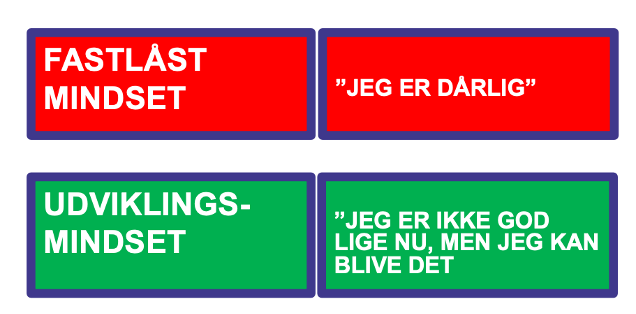 FASTLÅST
MINDSET
”JEG ER DÅRLIG”
UDVIKLINGS-
MINDSET
”JEG ER IKKE GOD
LIGE NU, MEN JEG KAN
BLIVE DET